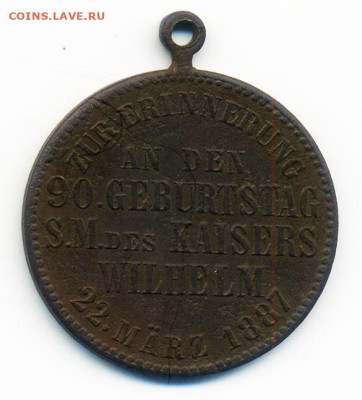 COINS.LAVE.RU
ZUR ERINNERUNG
AN DEN
90. GEBURTSTAG
S.M. DES KAISERS
WILHELM
22. MÄRZ 1887